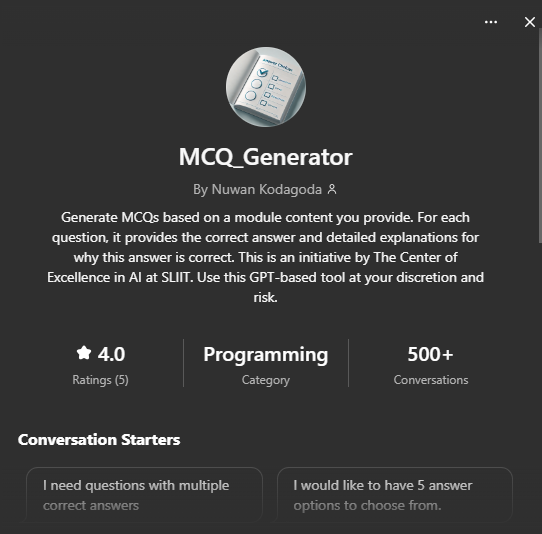 MCQ_Generator
By Nuwan Kodagoda
Generate MCQs based on a module content you provide. For each
question, it provides the correct answer and detailed explanations for
why this answer is correct. This is an initiative by The Center of
Excellence in AI at SLIIT. Use this GPT-based tool at your discretion and
risk.
4.0
Ratings (5)
Programming
Category
500+
Conversations
Conversation Starters
I need questions with multiple
correct answers
I would like to have 5 answer
options to choose from.